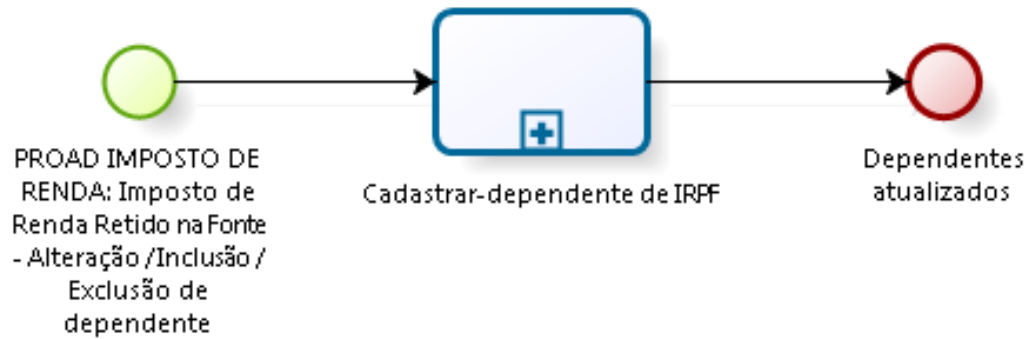 PROAD IMPOSTO DE
RENDA: Imposto de
Renda Retido na Fonte
- Alteração /Inclusão /
Exclusão de
dependente
Cadastrar-dependente de IRPF
Dependentes
atualizados